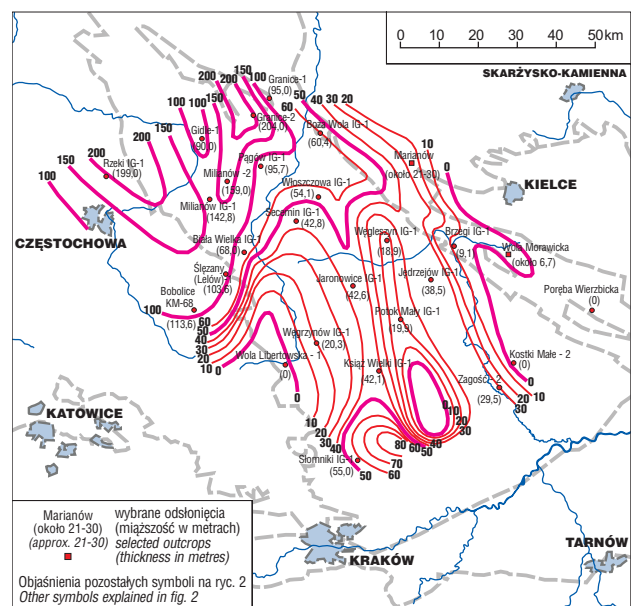 0 10 20 30 40 50km
SKARŻYSKO-KAMIENNA
KIELCE
CZĘSTOCHOWA
KATOWICE
KRAKÓW
TARNÓW
150
200
200
150
100
100
100
200
150
200
150
100
Granice-1
(95,0)
Granice-2
(204,0)
Gidle-1
(90,0)
Rzeki IG-1
(199,0)
Pągów IG-1
(95,7)
Milianów -2
(159,0)
Milianów IG-1
(142,8)
50
40
30
20
60
Boża Wola IG-1
(60,4)
10
0
Marianów
(około 21-30)
Włoszczowa IG-1
(54,1)
Secemin IG-1
(42,8)
Węgleszyn IG-1
(18,9)
Brzegi IG-1
(9,1)
Wola Morawicka
(około 6,7)
Biała Wielka IG-1
(68,0)
Ślęzany
(Lelów)-1
(103,6)
Bobolice
KM-68
(113,6)
Jaronowice IG-1
(42,6)
Jędrzejów IG-1
(38,5)
Poręba Wierzbicka
(0)
Potok Mały IG-1
(19,9)
Węgrzynów IG-1
(20,3)
Wola Libertowska - 1
(0)
Książ Wielki IG-1
(42,1)
Kostki Małe - 2
(0)
Zagość - 2
(29,5)
Słomniki IG-1
(55,0)
100
60
50
40
30
20
10
0
0
10
20
30
40
50
60
70
80
60
50
40
30
20
10
0
0
10
20
30
Marianów
(około 21-30)
(approx. 21-30)
wybrane odsłonięcia
(miąższość w metrach)
selected outcrops
(thickness in metres)
Objaśnienia pozostałych symboli na ryc. 2
Other symbols explained in fig. 2